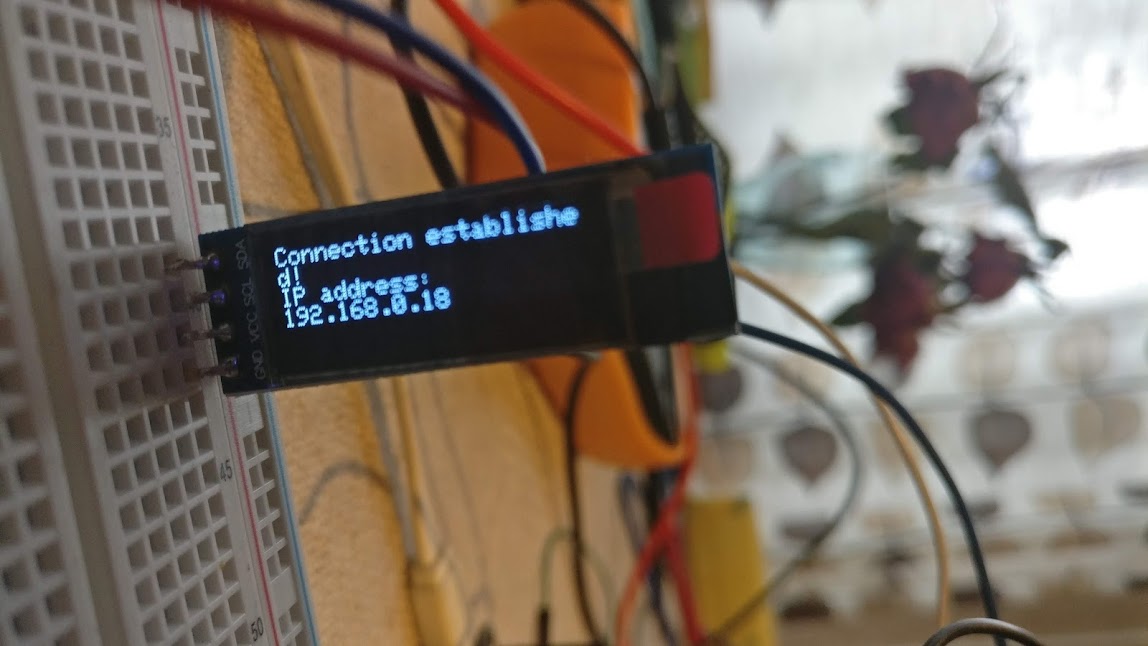 Connection establishe
d!
IP address:
192.168.0.18
GND VCC SCL SDA
35
45
50